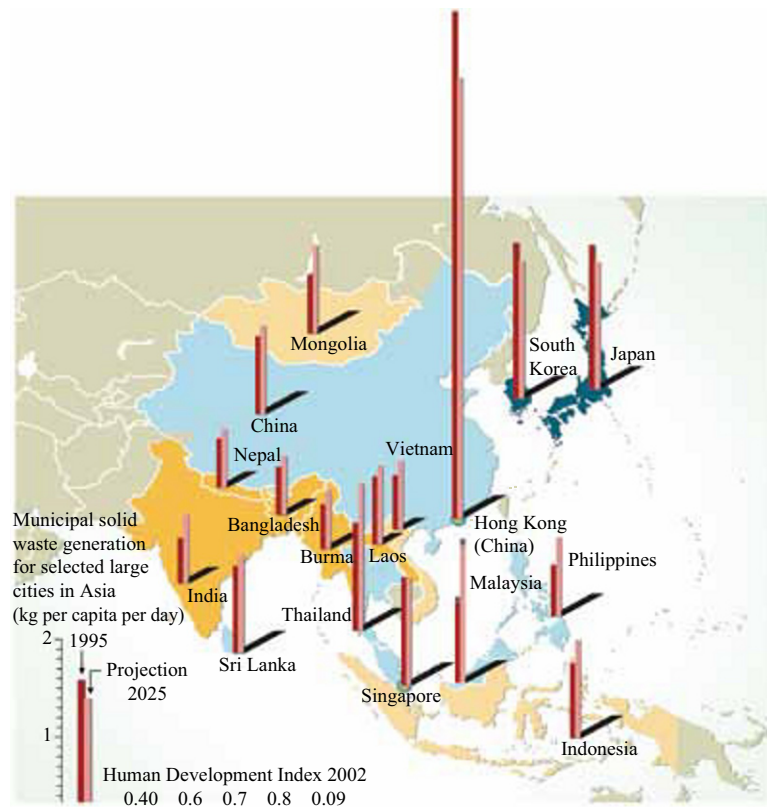 Mongolia
South
Korea
Japan
China
Nepal
Vietnam
Bangladesh
Burma
Laos
Hong Kong
(China)
Municipal solid
waste generation
for selected large
cities in Asia
(kg per capita per day)
India
Thailand
Malaysia
Philippines
Sri Lanka
Singapore
Indonesia
2
1995
Projection
2025
1
Human Development Index 2002
0.40 0.6 0.7 0.8 0.09